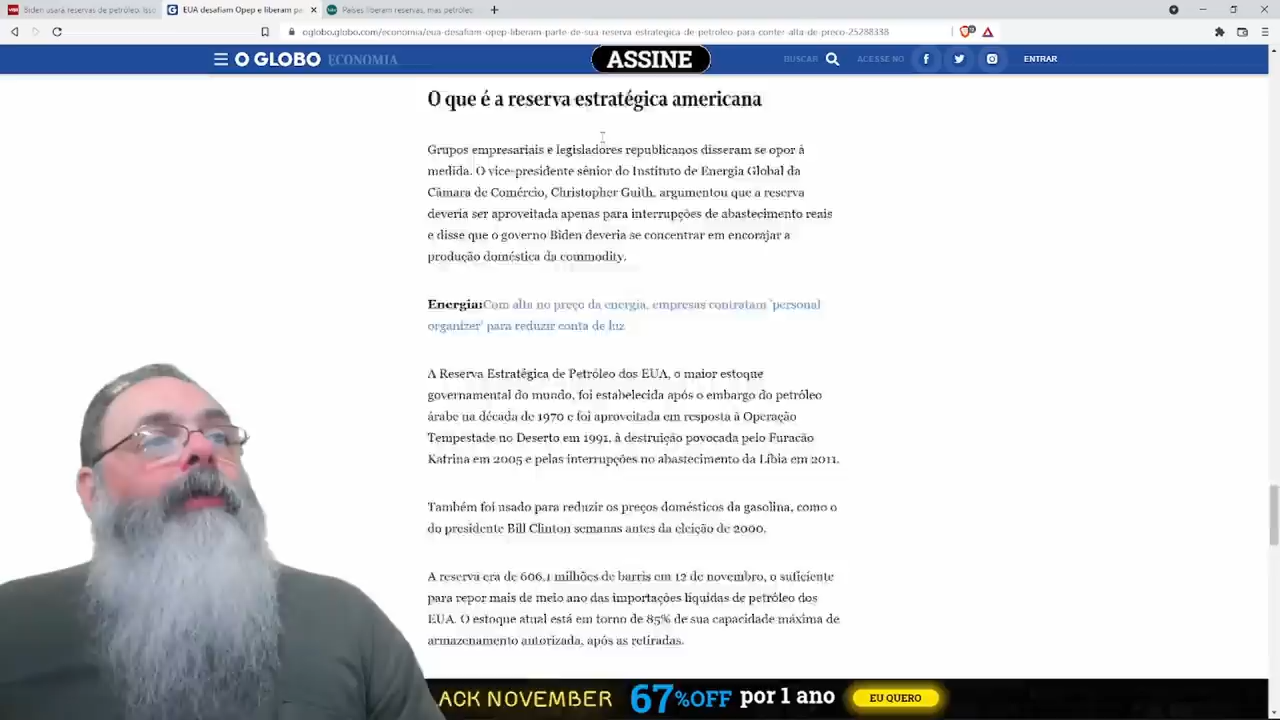 Biden usará reservas de petróleo. Isso
EUA desafiam Opep e liberam pa
Países liberam reservas, mas petróleo
oglobo.globo.com/economia/eua-desafiam-opep-liberam-parte-de-sua-reserva-estrategica-de-petroleo-para-conter-alta-de-preco-25288338
O GLOBO ECONOMIA
ASSINE
BUSCAR
ACESSE NO
ENTRAR
O que é a reserva estratégica americana
Grupos empresariais e legisladores republicanos disseram se opor à
medida. O vice-presidente sênior do Instituto de Energia Global da
Câmara de Comércio, Christopher Guith, argumentou que a reserva
deveria ser aproveitada apenas para interrupções de abastecimento reais
e disse que o governo Biden deveria se concentrar em encorajar a
produção doméstica da commodity.
Energia:Com alta no preço da energia, empresas contratam 'personal
organizer' para reduzir conta de luz
A Reserva Estratégica de Petróleo dos EUA, o maior estoque
governamental do mundo, foi estabelecida após o embargo do petróleo
árabe na década de 1970 e foi aproveitada em resposta à Operação
Tempestade no Deserto em 1991, à destruição povocada pelo Furacão
Katrina em 2005 e pelas interrupções no abastecimento da Líbia em 2011.
Também foi usado para reduzir os preços domésticos da gasolina, como o
do presidente Bill Clinton semanas antes da eleição de 2000.
A reserva era de 606,1 milhões de barris em 12 de novembro, o suficiente
para repor mais de meio ano das importações líquidas de petróleo dos
EUA. O estoque atual está em torno de 85% de sua capacidade máxima de
armazenamento autorizada, após as retiradas.
ACK NOVEMBER 67%OFF por 1 ano EU QUERO